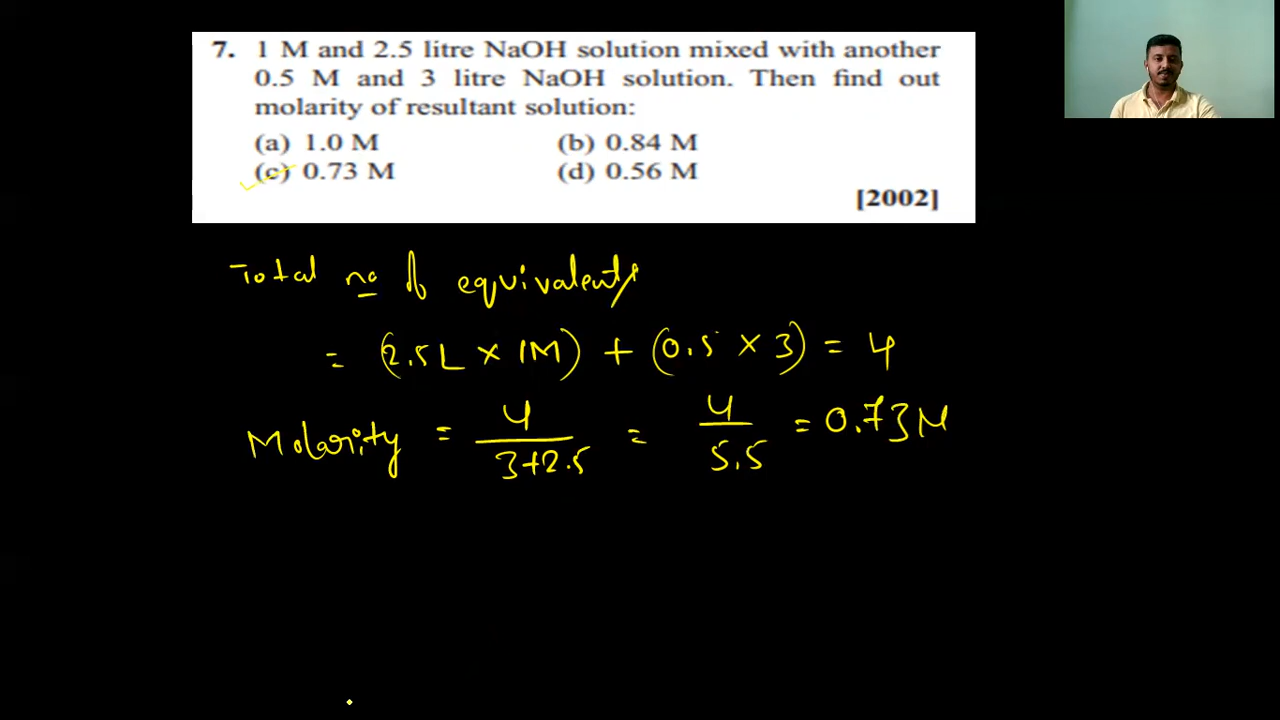 7. 1 M and 2.5 litre NaOH solution mixed with another
0.5 M and 3 litre NaOH solution. Then find out
molarity of resultant solution:
(a) 1.0 M (b) 0.84 M
(c) 0.73 M (d) 0.56 M
[2002]
Total no of equivalents
= (2.5L × 1M) + (0.5 × 3) = 4
Molarity = 4/3+2.5 = 4/5.5 = 0.73M